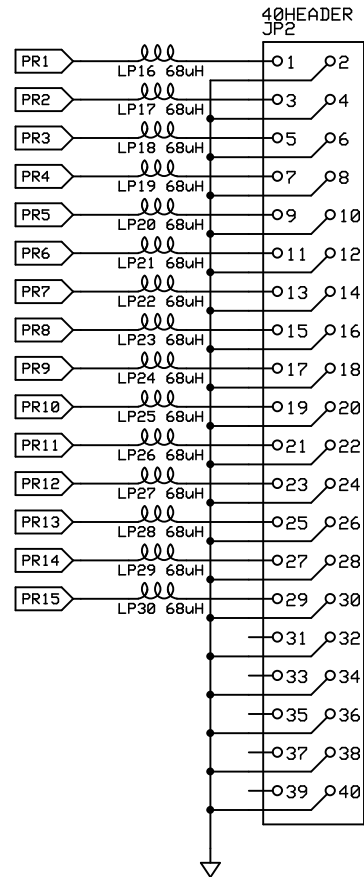 40HEADER
JP2
PR1 1 2
LP16 68uH
PR2 3 4
LP17 68uH
PR3 5 6
LP18 68uH
PR4 7 8
LP19 68uH
PR5 9 10
LP20 68uH
PR6 11 12
LP21 68uH
PR7 13 14
LP22 68uH
PR8 15 16
LP23 68uH
PR9 17 18
LP24 68uH
PR10 19 20
LP25 68uH
PR11 21 22
LP26 68uH
PR12 23 24
LP27 68uH
PR13 25 26
LP28 68uH
PR14 27 28
LP29 68uH
PR15 29 30
LP30 68uH
31 32
33 34
35 36
37 38
39 40